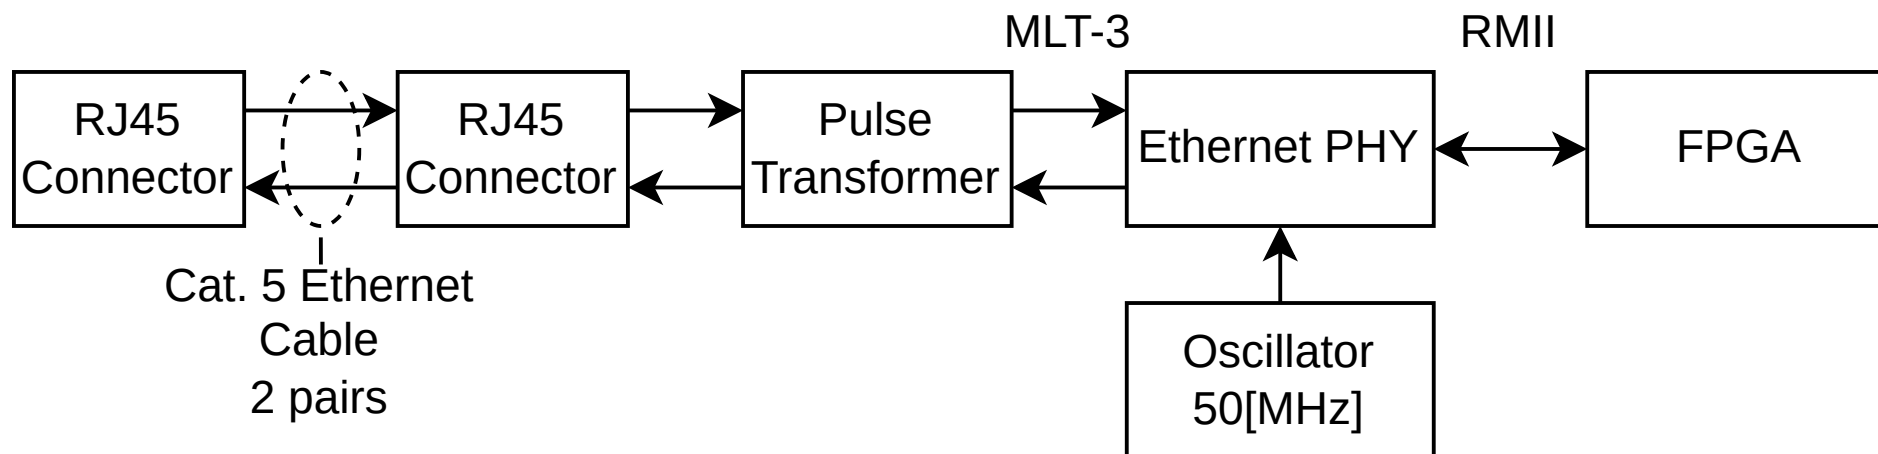 MLT-3
RMII
RJ45
Connector
RJ45
Connector
Pulse
Transformer
Ethernet PHY
FPGA
Cat. 5 Ethernet
Cable
2 pairs
Oscillator
50[MHz]